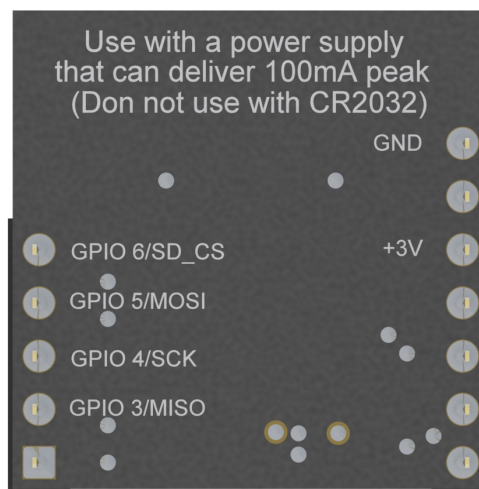 Use with a power supply
that can deliver 100mA peak
(Don not use with CR2032)
GND
GPIO 6/SD_CS
+3V
GPIO 5/MOSI
GPIO 4/SCK
GPIO 3/MISO